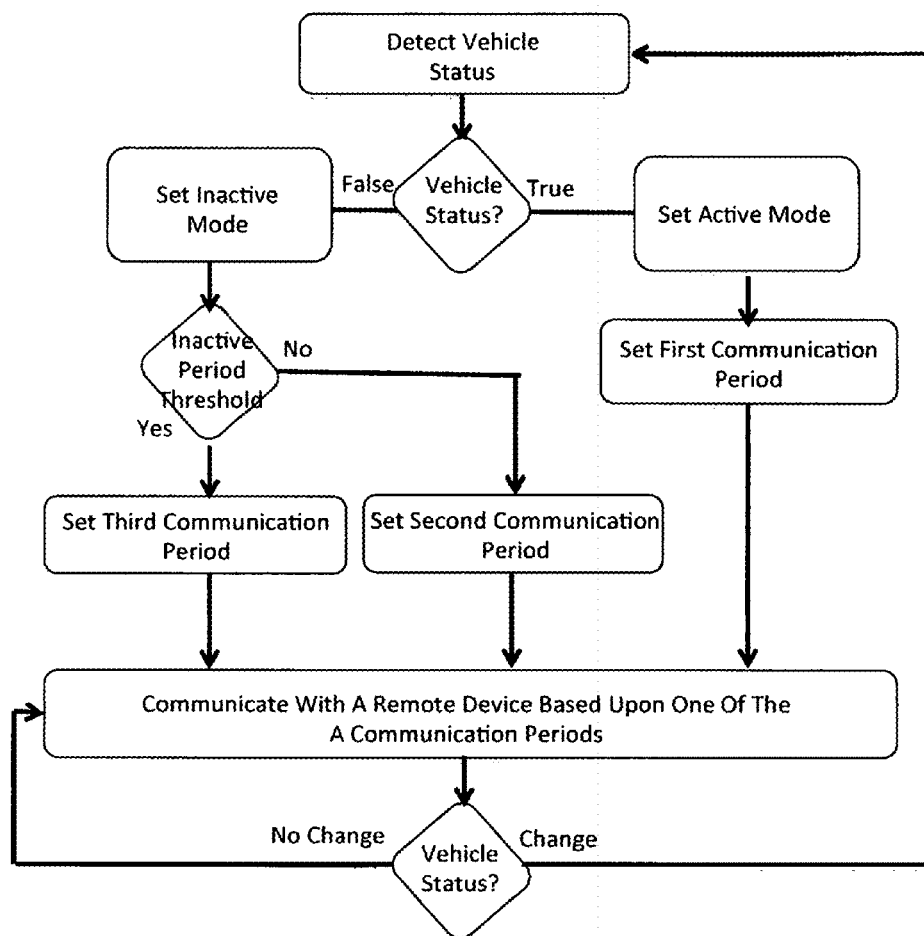 Detect Vehicle
Status
Set Inactive
Mode
False
Vehicle
Status?
True
Set Active Mode
Inactive
Period
Threshold
No
Yes
Set First Communication
Period
Set Third Communication
Period
Set Second Communication
Period
Communicate With A Remote Device Based Upon One Of The
A Communication Periods
No Change
Vehicle
Status?
Change